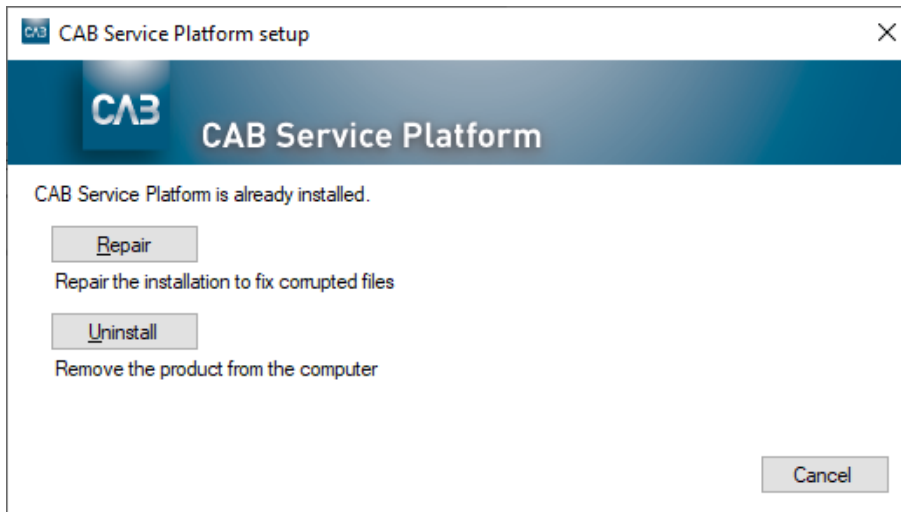 CAB
CAB Service Platform setup
CAB
CAB Service Platform
CAB Service Platform is already installed.
Repair
Repair the installation to fix corrupted files
Uninstall
Remove the product from the computer
Cancel